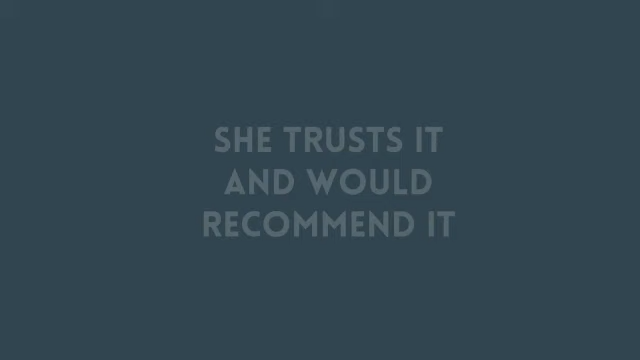 SHE TRUSTS IT
AND WOULD
RECOMMEND IT